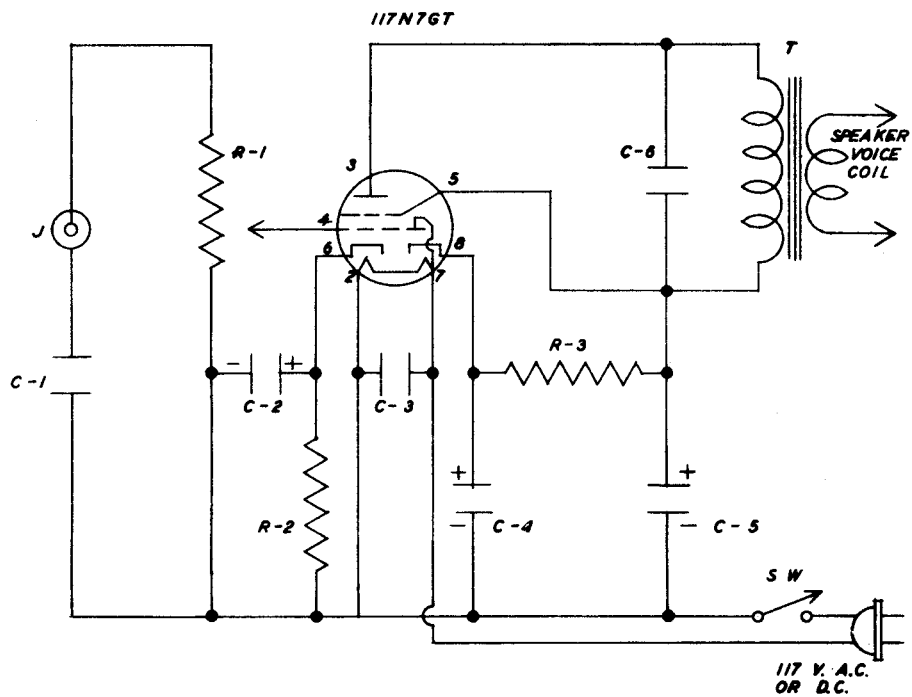 117N7GT
T
R-1
3
5
C-6
SPEAKER
VOICE
COIL
J
4
6
8
2
7
R-3
C-1
-
+
C-2
C-3
+
+
R-2
-
C-4
-
C-5
SW
117 V. A.C.
OR D.C.